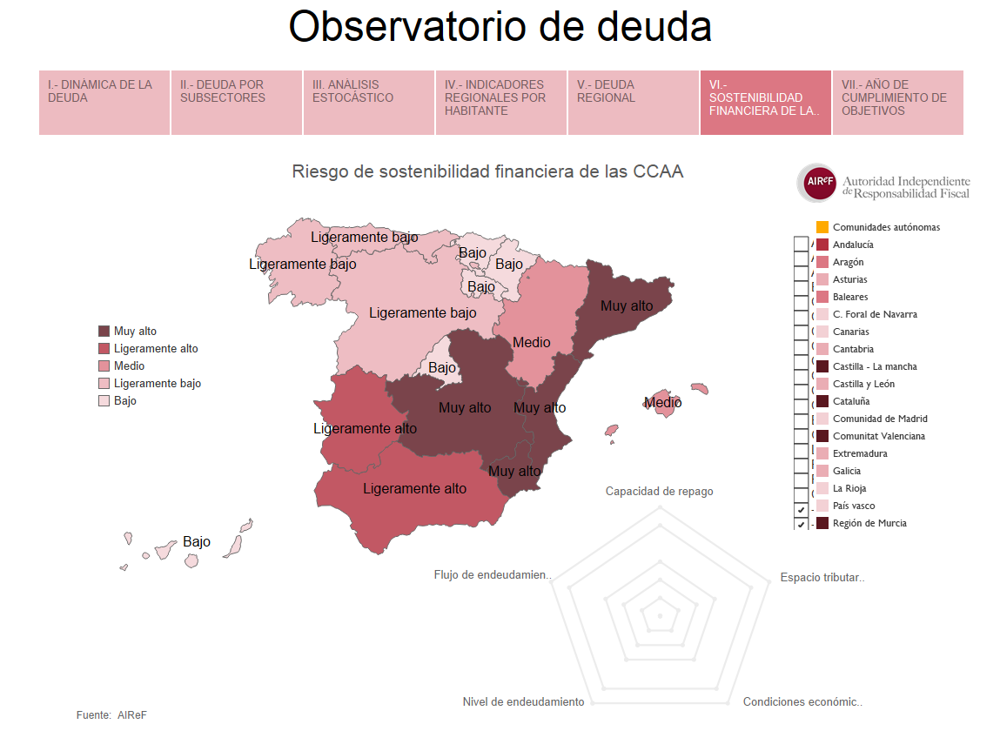 Observatorio de deuda
I.- DINÁMICA DE LA
DEUDA
II.- DEUDA POR
SUBSECTORES
III. ANÁLISIS
ESTOCÁSTICO
IV.- INDICADORES
REGIONALES POR
HABITANTE
V.- DEUDA
REGIONAL
VI.-
SOSTENIBILIDAD
FINANCIERA DE LA..
VII.- AÑO DE
CUMPLIMIENTO DE
OBJETIVOS
Riesgo de sostenibilidad financiera de las CCAA
AIReF
Autoridad Independiente
de Responsabilidad Fiscal
Muy alto
Ligeramente alto
Medio
Ligeramente bajo
Bajo
Ligeramente bajo
Ligeramente bajo
Bajo
Bajo
Bajo
Ligeramente bajo
Muy alto
Medio
Bajo
Muy alto
Muy alto
Medio
Ligeramente alto
Muy alto
Ligeramente alto
Bajo
Comunidades autónomas
Andalucía
Aragón
Asturias
Baleares
C. Foral de Navarra
Canarias
Cantabria
Castilla - La mancha
Castilla y León
Cataluña
Comunidad de Madrid
Comunitat Valenciana
Extremadura
Galicia
La Rioja
País vasco
Región de Murcia
Capacidad de repago
Flujo de endeudamien..
Espacio tributar..
Nivel de endeudamiento
Condiciones económic..
Fuente: AIReF